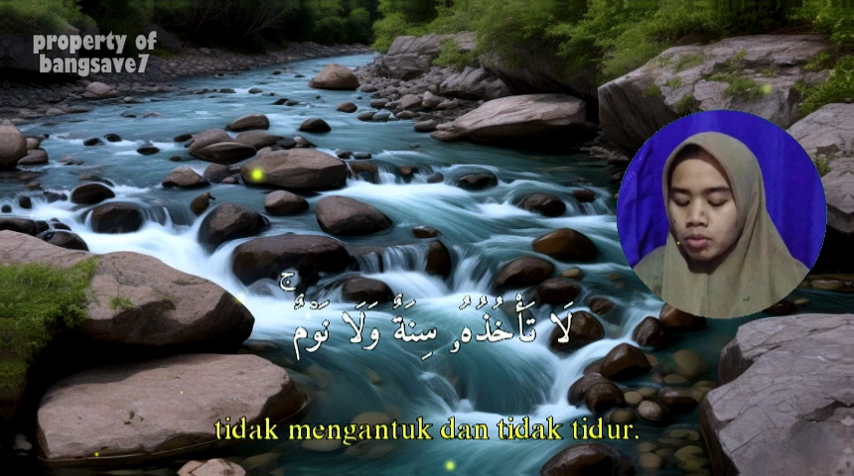 property of
bangsave7
لَا تَأْخُذُهُۥ سِنَةٌ وَلَا نَوْمٌ ۚ
tidak mengantuk dan tidak tidur.